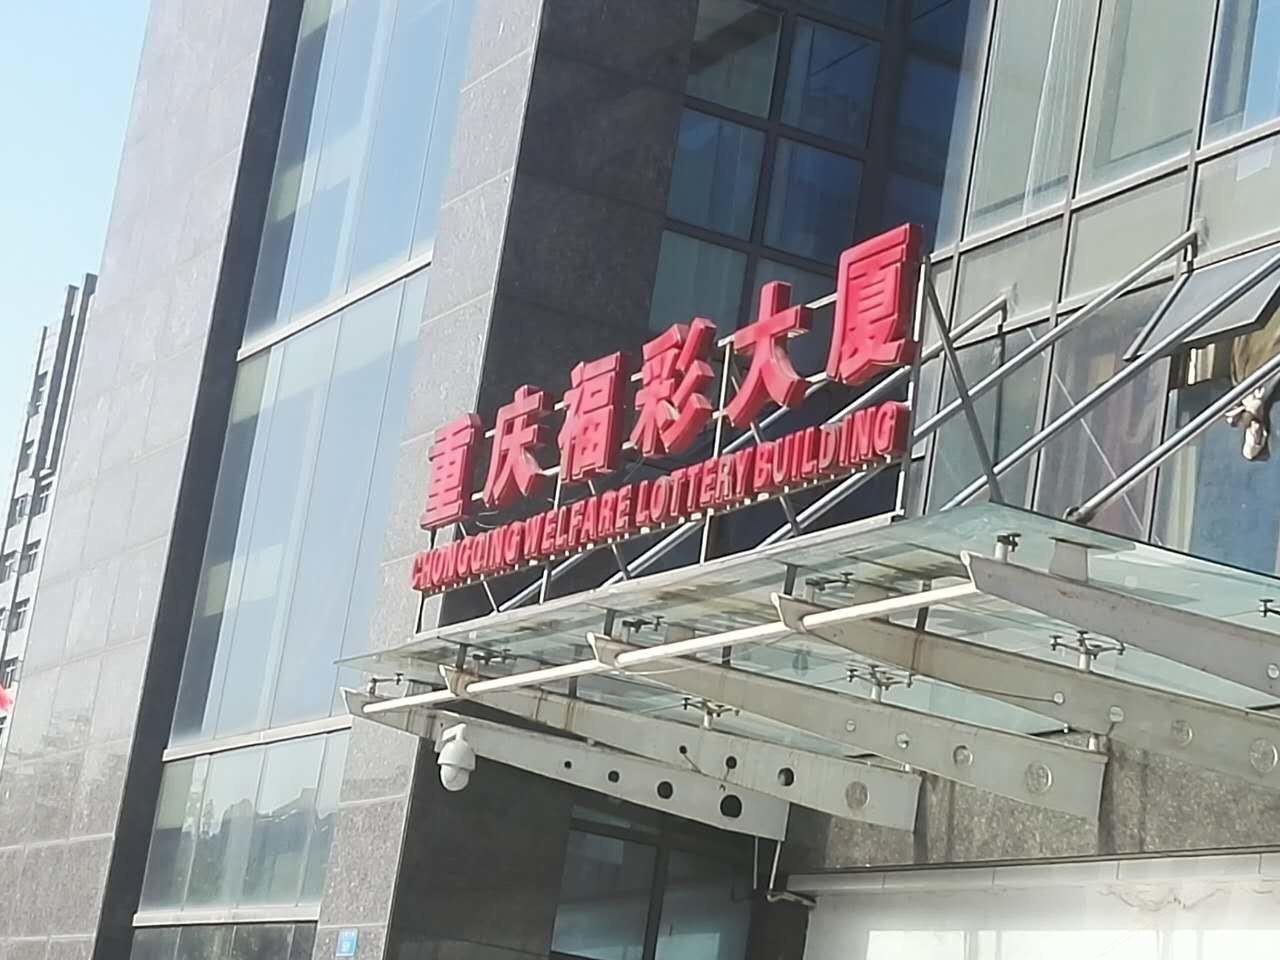 重庆福彩大厦
CHONGQING WELFARE LOTTERY BUILDING